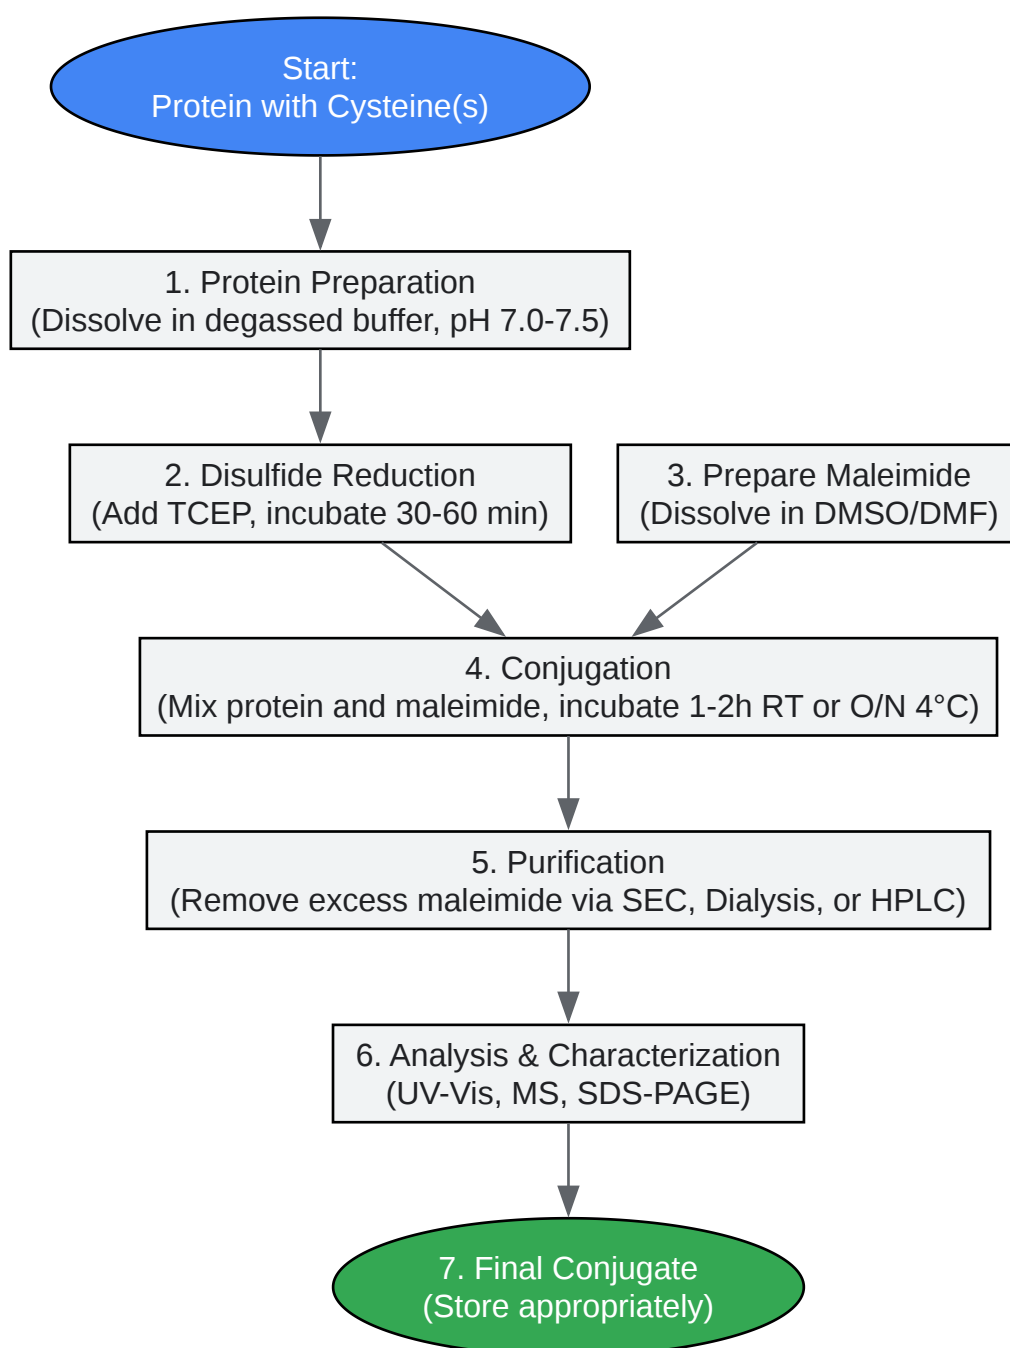 Start:
Protein with Cysteine(s)
1. Protein Preparation
(Dissolve in degassed buffer, pH 7.0-7.5)
2. Disulfide Reduction
(Add TCEP, incubate 30-60 min)
3. Prepare Maleimide
(Dissolve in DMSO/DMF)
4. Conjugation
(Mix protein and maleimide, incubate 1-2h RT or O/N 4°C)
5. Purification
(Remove excess maleimide via SEC, Dialysis, or HPLC)
6. Analysis & Characterization
(UV-Vis, MS, SDS-PAGE)
7. Final Conjugate
(Store appropriately)